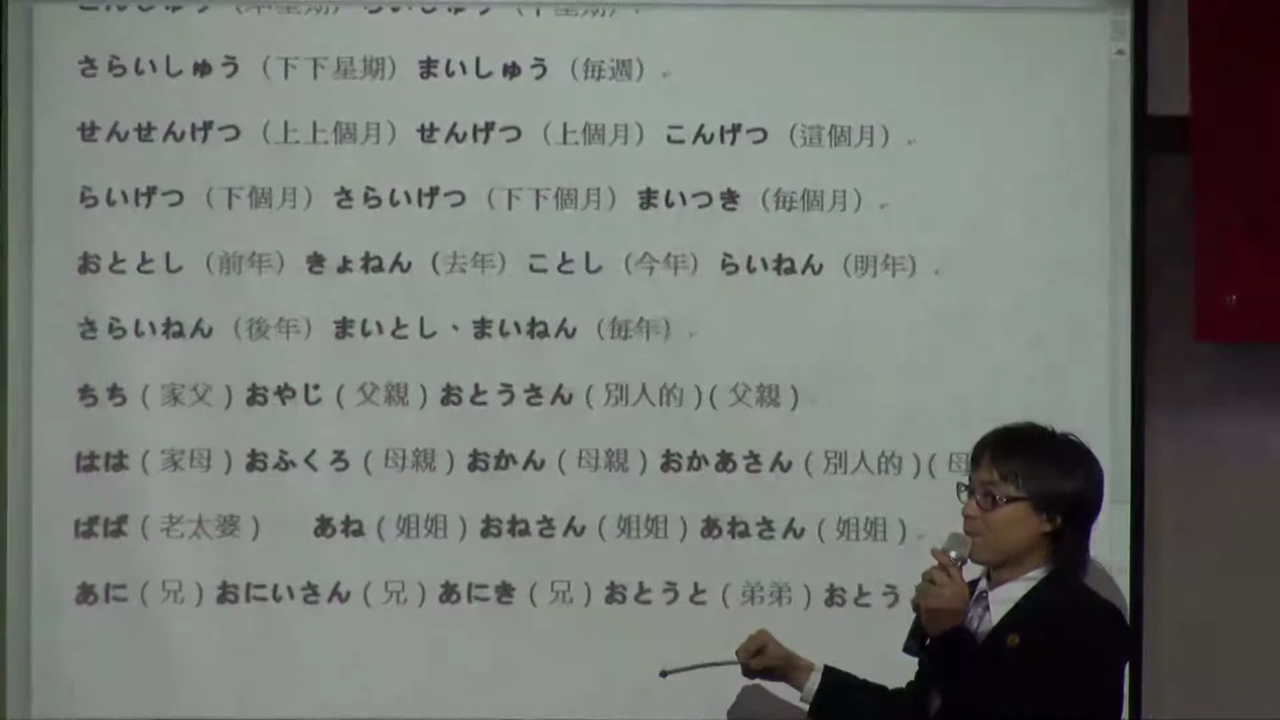 さらいしゅう（下下星期）まいしゅう（毎週）.
せんせんげつ（上上個月）せんげつ（上個月）こんげつ（這個月）.
らいげつ（下個月）さらいげつ（下下個月）まいつき（毎個月）.
おととし（前年）きょねん（去年）ことし（今年）らいねん（明年）.
さらいねん（後年）まいとし、まいねん（毎年）.
ちち(家父)おやじ(父親)おとうさん(別人的)(父親)
はは(家母)おふくろ(母親)おかん(母親)おかあさん(別人的)(母
ばば(老太婆) あね(姐姐)おねさん(姐姐)あねさん(姐姐).
あに(兄)おにいさん(兄)あにき(兄)おとうと(弟弟)おとう